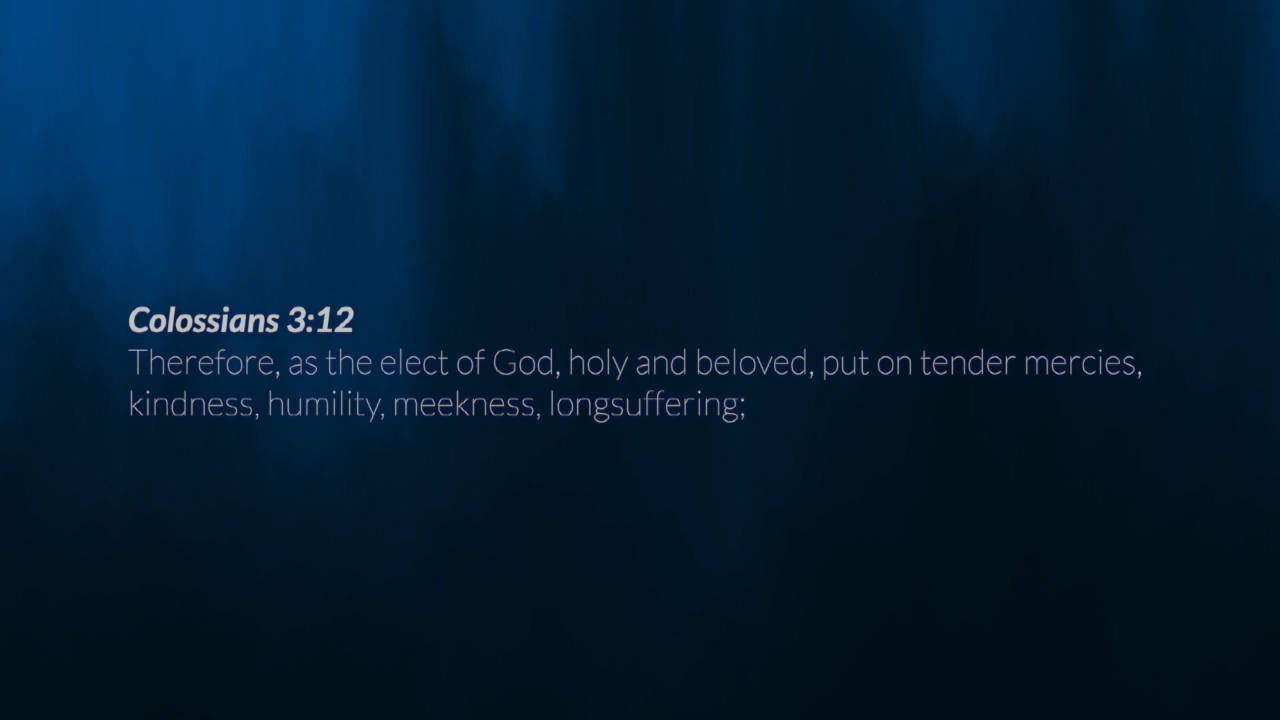 Colossians 3:12
Therefore, as the elect of God, holy and beloved, put on tender mercies,
kindness, humility, meekness, longsuffering;